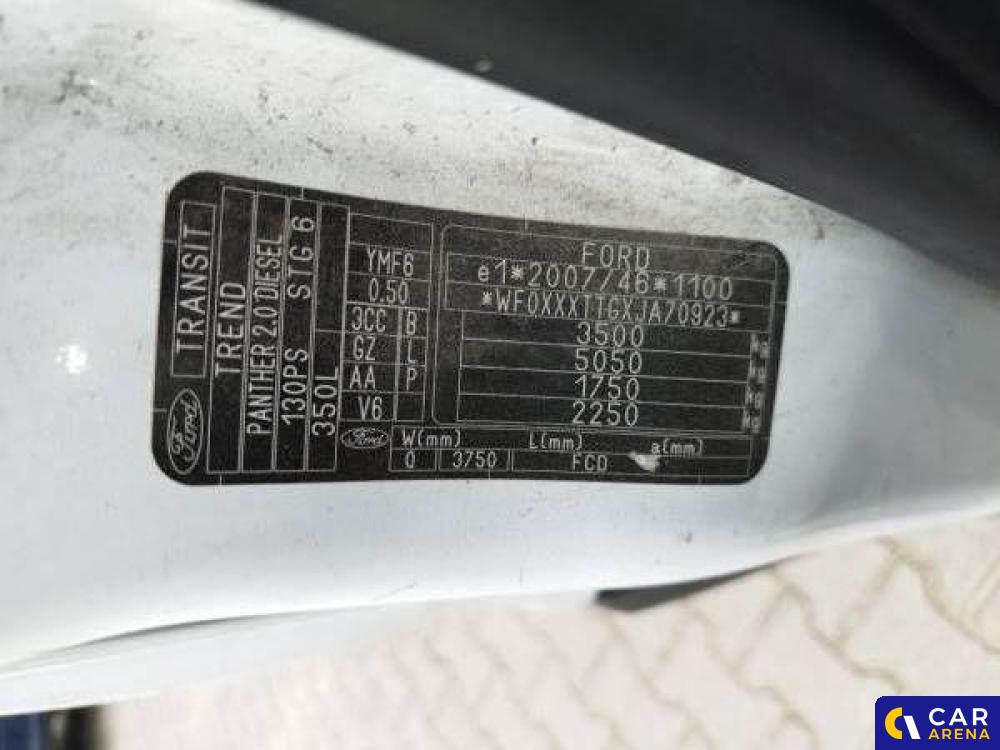 Ford
TRANSIT
TREND
PANTHER 2.0 DIESEL
130PS STG 6
350L
YMF6
0.50
3CC B
GZ L
AA P
V6
FORD
e1*2007/46*1100
*WF0XXXTTGXJA70923*
3500 kg
5050 kg
1750 kg
2250 kg
Ford
W(mm) L(mm) a(mm)
0 3750 FCD
CAR
ARENA